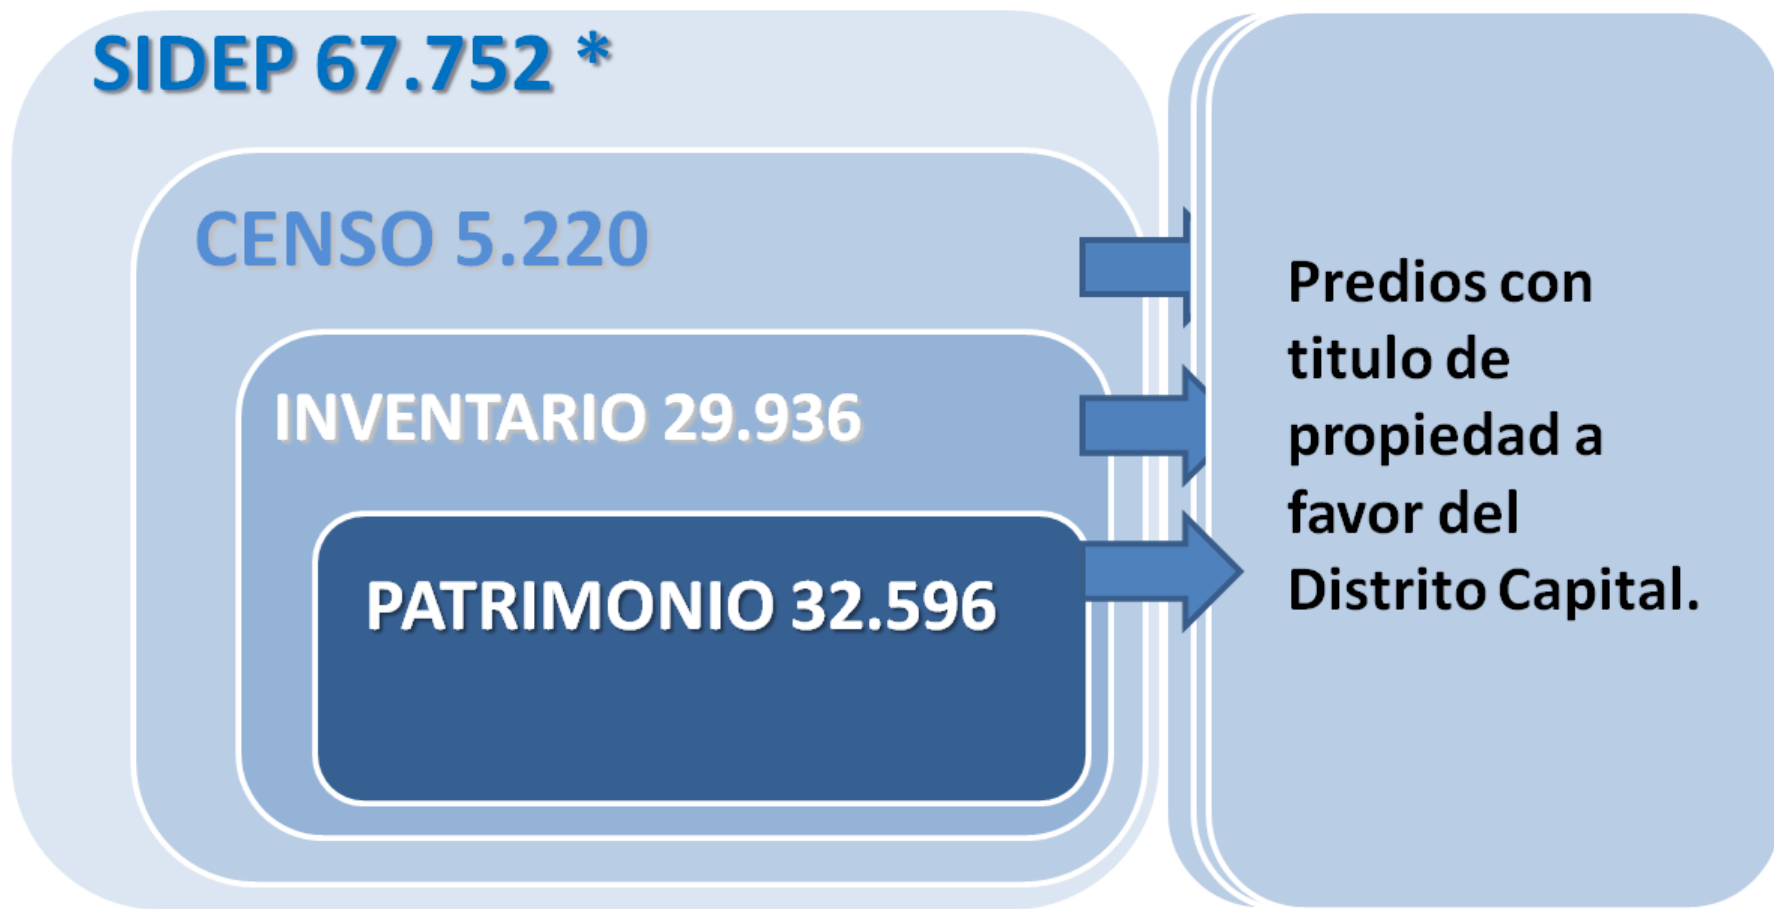 SIDEP 67.752 *
CENSO 5.220
INVENTARIO 29.936
PATRIMONIO 32.596
Predios con
titulo de
propiedad a
favor del
Distrito Capital.